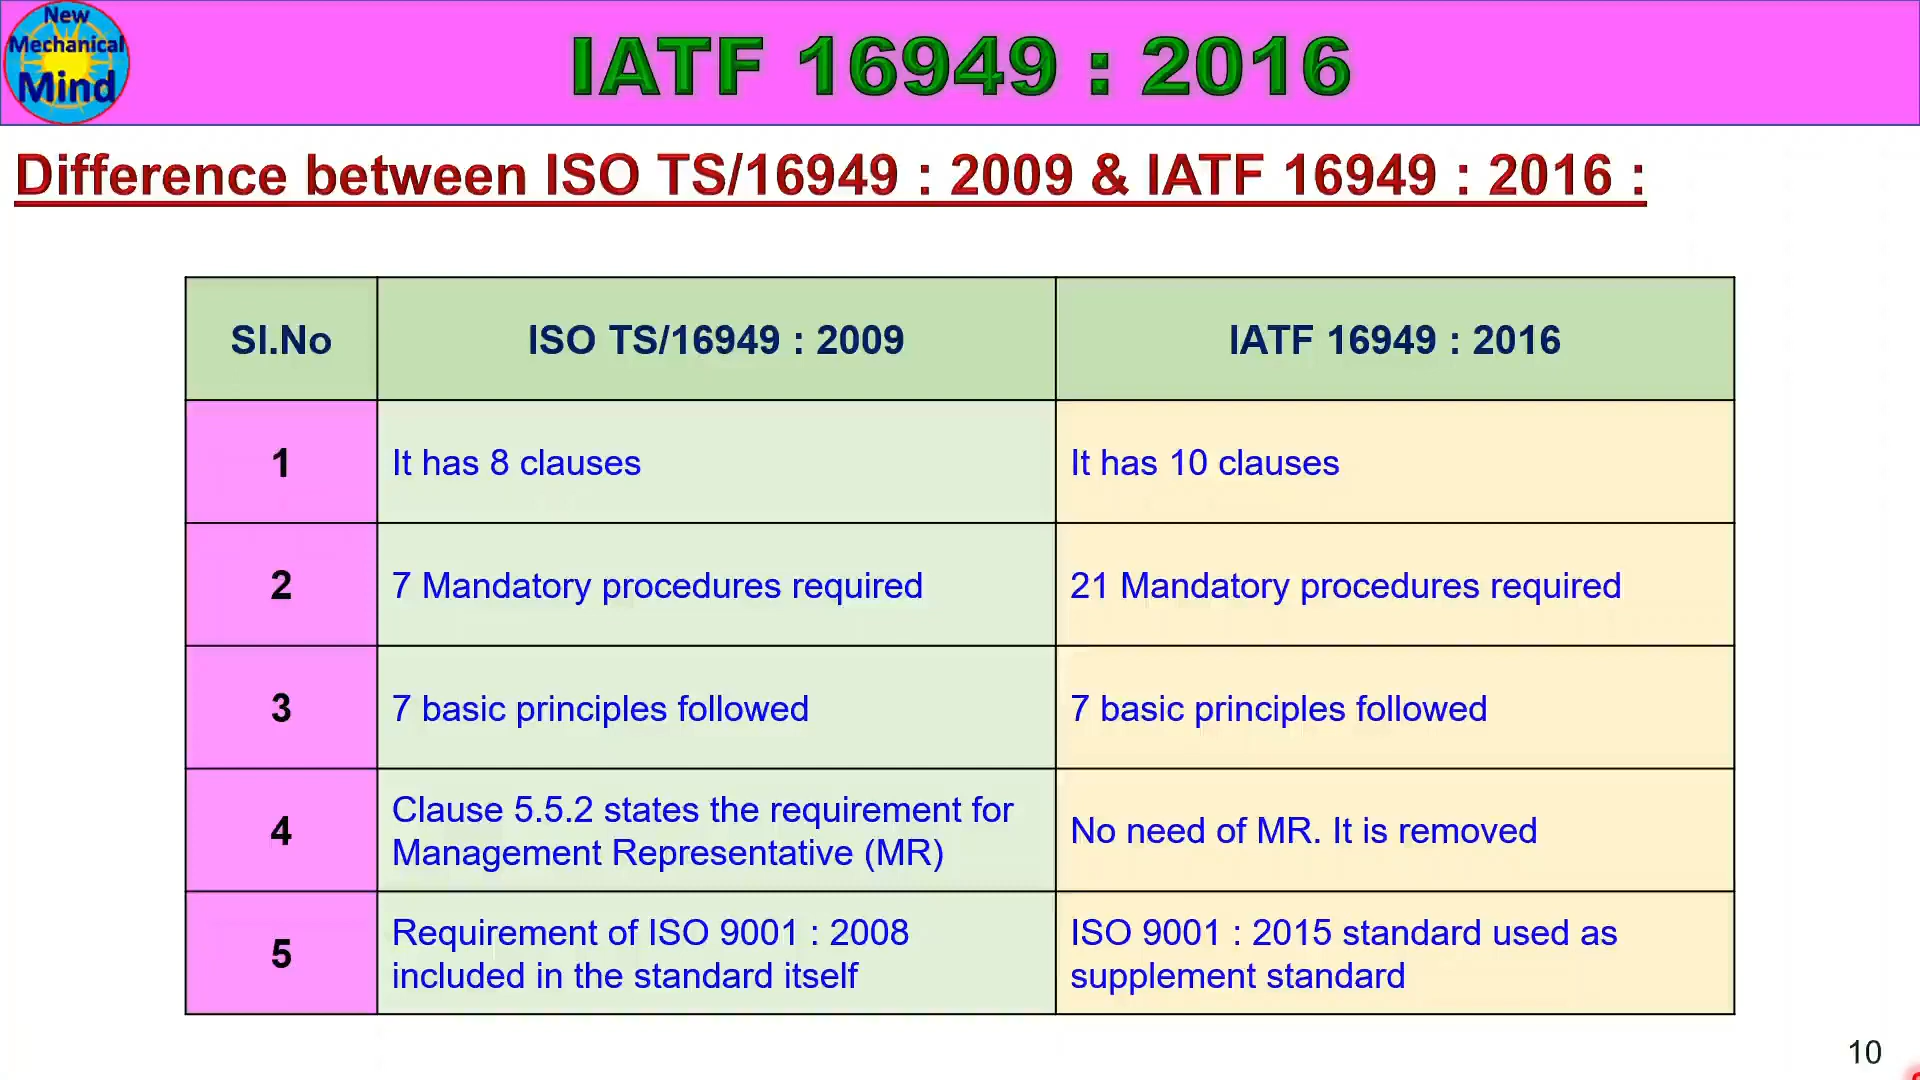 New
Mechanical
Mind
IATF 16949 : 2016
Difference between ISO TS/16949 : 2009 & IATF 16949 : 2016 :
SI.No
ISO TS/16949 : 2009
IATF 16949 : 2016
1
It has 8 clauses
It has 10 clauses
2
7 Mandatory procedures required
21 Mandatory procedures required
3
7 basic principles followed
7 basic principles followed
4
Clause 5.5.2 states the requirement for
Management Representative (MR)
No need of MR. It is removed
5
Requirement of ISO 9001 : 2008
included in the standard itself
ISO 9001 : 2015 standard used as
supplement standard
10